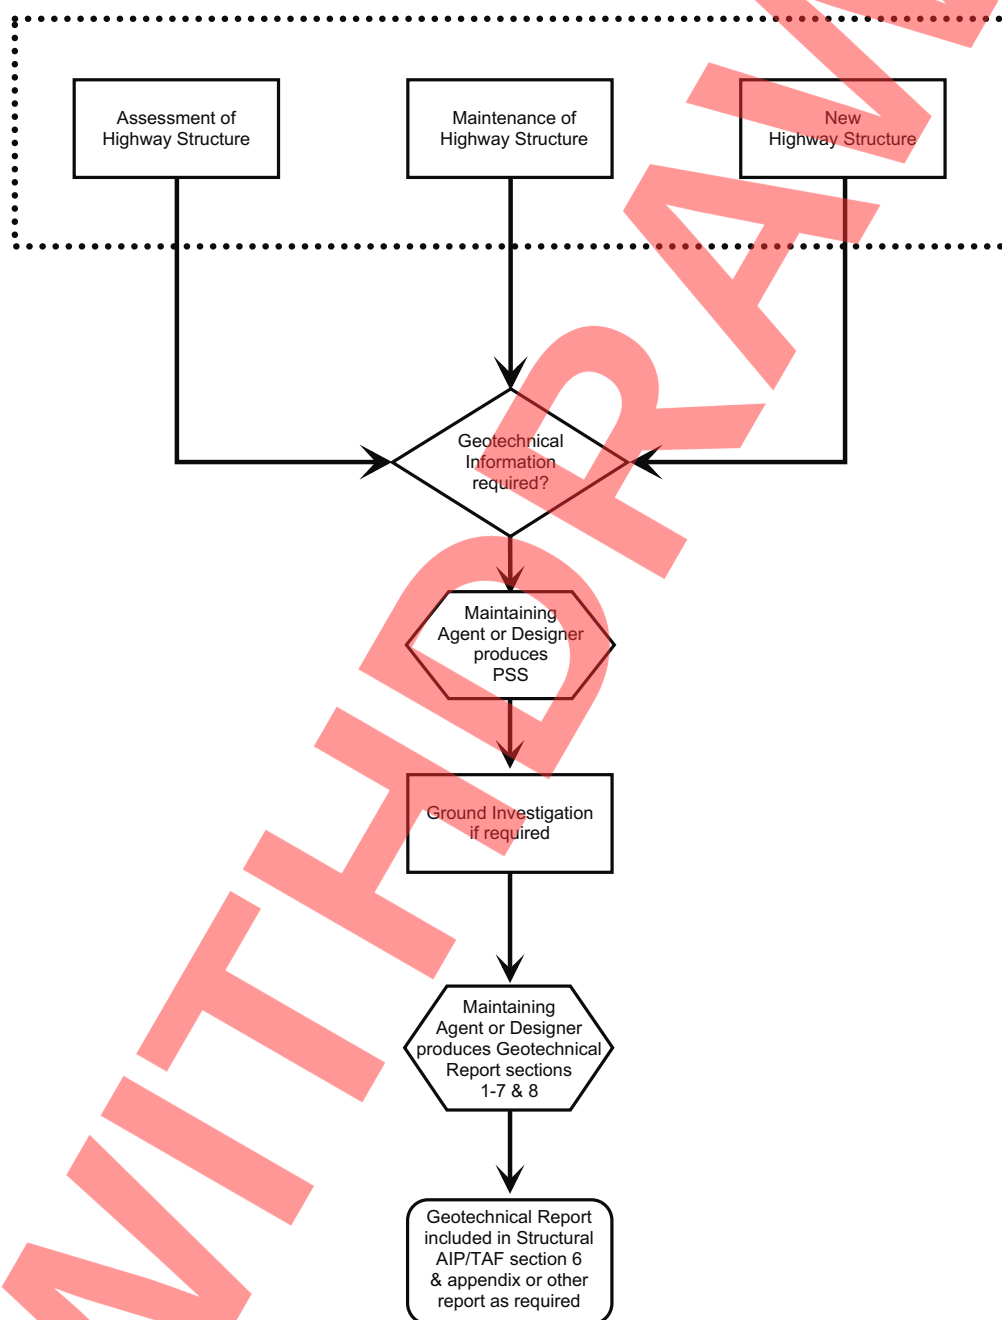 Assessment of
Highway Structure
Maintenance of
Highway Structure
New
Highway Structure
Geotechnical
Information
required?
Maintaining
Agent or Designer
produces
PSS
Ground Investigation
if required
Maintaining
Agent or Designer
produces Geotechnical
Report sections
1-7 & 8
Geotechnical Report
included in Structural
AIP/TAF section 6
& appendix or other
report as required
WITHDRAW